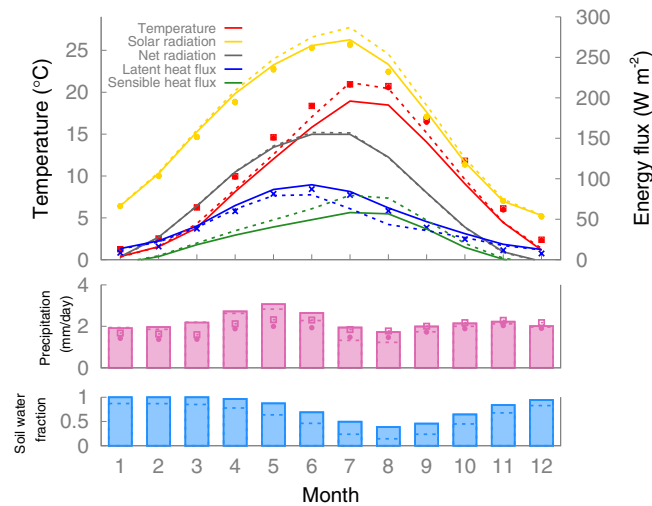 Temperature
Solar radiation
Net radiation
Latent heat flux
Sensible heat flux
Temperature (°C)
25
20
15
10
5
0
Energy flux (W m-2)
300
250
200
150
100
50
0
Precipitation
(mm/day)
4
2
0
Soil water
fraction
1
0.5
0
1 2 3 4 5 6 7 8 9 10 11 12
Month